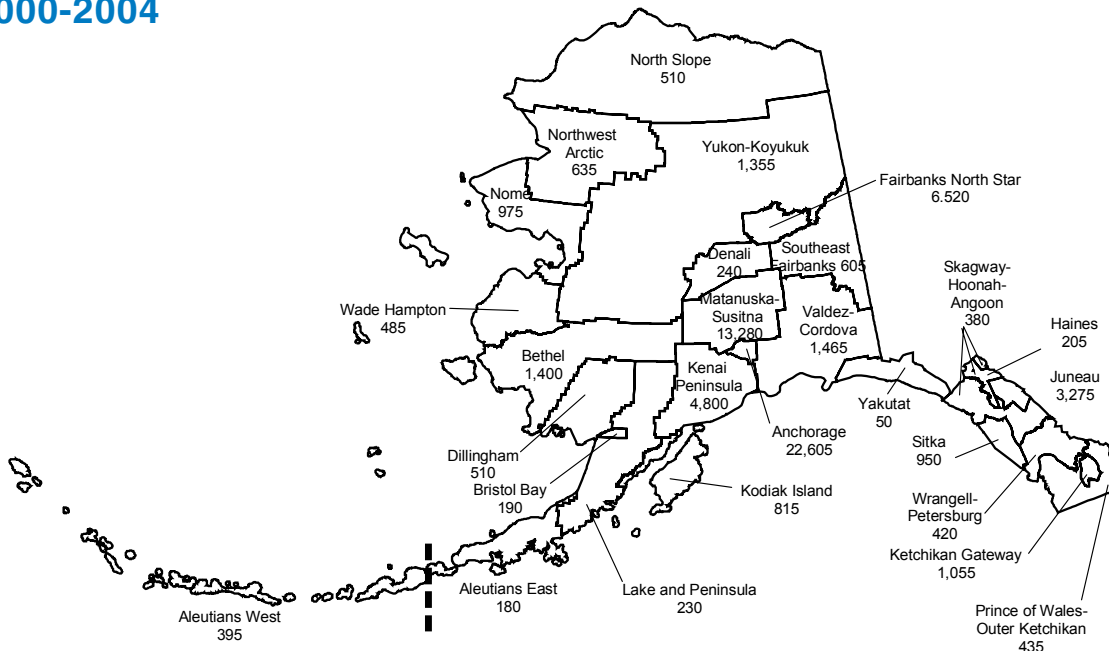 000-2004
North Slope
510
Northwest
Arctic
635
Yukon-Koyukuk
1,355
Nome
975
Fairbanks North Star
6.520
Denali
240
Southeast
Fairbanks 605
Skagway-
Hoonah-
Angoon
380
Wade Hampton
485
Matanuska-
Susitna
13,280
Valdez-
Cordova
1,465
Haines
205
Bethel
1,400
Kenai
Peninsula
4,800
Juneau
3,275
Yakutat
50
Anchorage
22,605
Sitka
950
Dillingham
510
Bristol Bay
190
Kodiak Island
815
Wrangell-
Petersburg
420
Ketchikan Gateway
1,055
Aleutians East
180
Lake and Peninsula
230
Aleutians West
395
Prince of Wales-
Outer Ketchikan
435